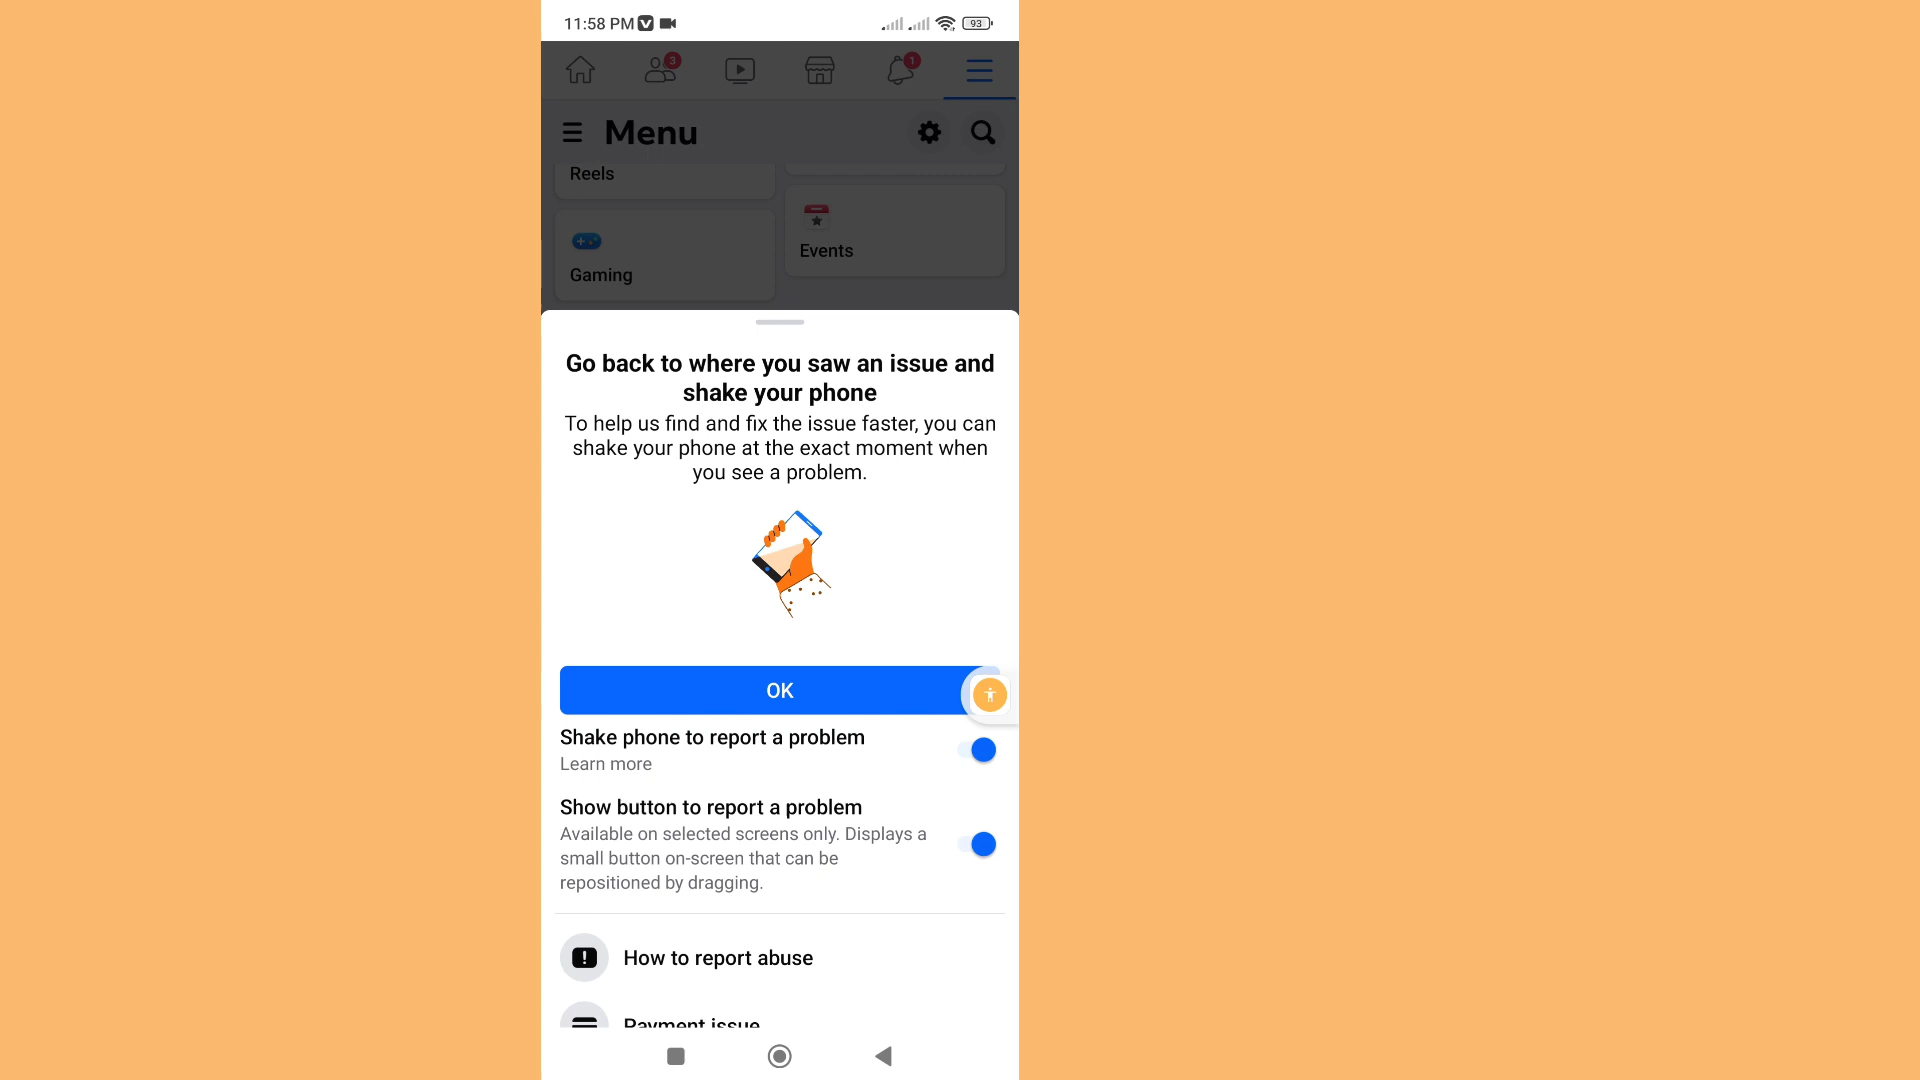 11:58 PM
93
3
1
Menu
Reels
Events
Gaming
Go back to where you saw an issue and
shake your phone
To help us find and fix the issue faster, you can
shake your phone at the exact moment when
you see a problem.
OK
Shake phone to report a problem
Learn more
Show button to report a problem
Available on selected screens only. Displays a
small button on-screen that can be
repositioned by dragging.
How to report abuse
Payment issue